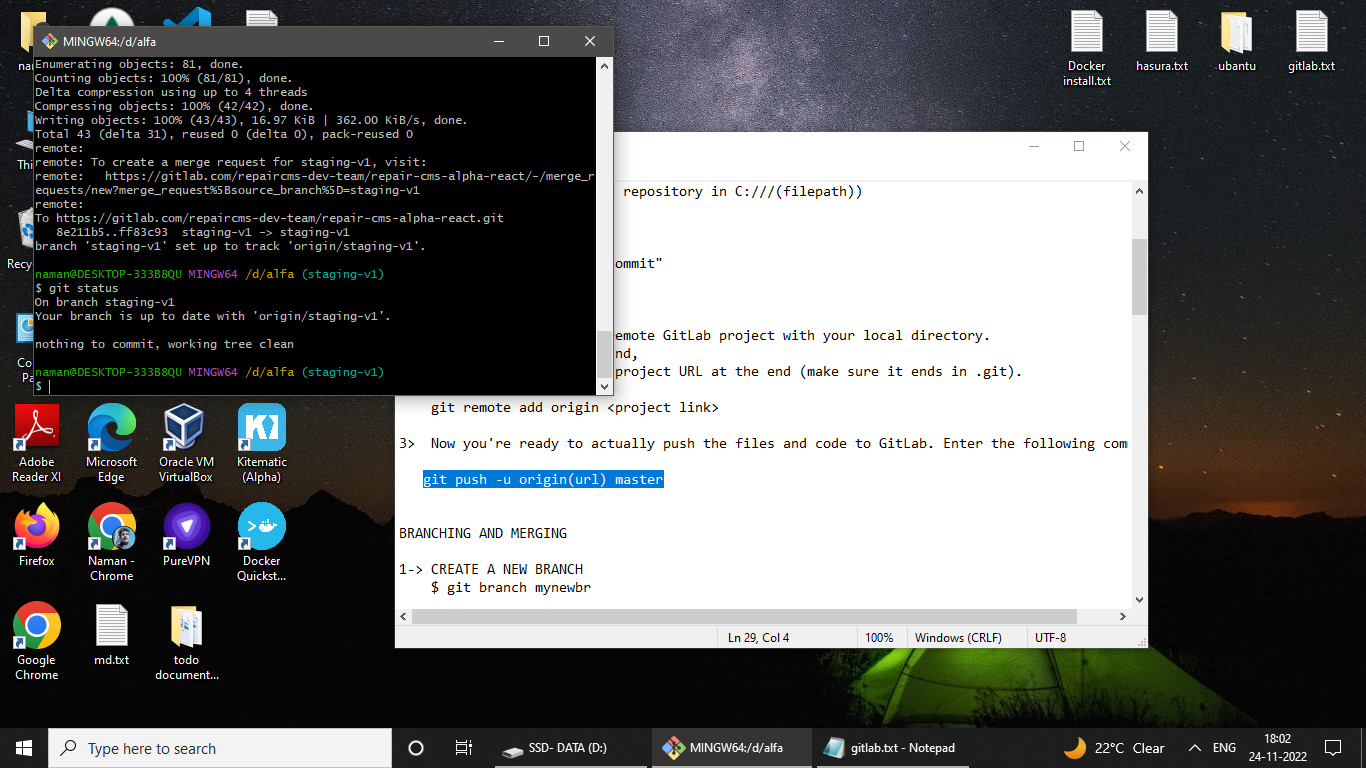 MINGW64:/d/alfa
Enumerating objects: 81, done.
Counting objects: 100% (81/81), done.
Delta compression using up to 4 threads
Compressing objects: 100% (42/42), done.
Writing objects: 100% (43/43), 16.97 KiB | 362.00 KiB/s, done.
Total 43 (delta 31), reused 0 (delta 0), pack-reused 0
remote:
remote: To create a merge request for staging-v1, visit:
remote:   https://gitlab.com/repaircms-dev-team/repair-cms-alpha-react/-/merge_r
equests/new?merge_request%5Bsource_branch%5D=staging-v1
remote:
To https://gitlab.com/repaircms-dev-team/repair-cms-alpha-react.git
   8e211b5..ff83c93  staging-v1 -> staging-v1
branch 'staging-v1' set up to track 'origin/staging-v1'.
naman@DESKTOP-333B8QU MINGW64 /d/alfa (staging-v1)
$ git status
On branch staging-v1
Your branch is up to date with 'origin/staging-v1'.
nothing to commit, working tree clean
naman@DESKTOP-333B8QU MINGW64 /d/alfa (staging-v1)
$
repository in C:///(filepath))
ommit"
emote GitLab project with your local directory.
nd,
project URL at the end (make sure it ends in .git).
git remote add origin <project link>
3>  Now you're ready to actually push the files and code to GitLab. Enter the following com
git push -u origin(url) master
BRANCHING AND MERGING
1-> CREATE A NEW BRANCH
$ git branch mynewbr
Ln 29, Col 4
100%
Windows (CRLF)
UTF-8
Docker
install.txt
hasura.txt
ubantu
gitlab.txt
Adobe
Reader XI
Microsoft
Edge
Oracle VM
VirtualBox
Kitematic
(Alpha)
Firefox
Naman -
Chrome
PureVPN
Docker
Quickst...
Google
Chrome
md.txt
todo
document...
Type here to search
SSD- DATA (D:)
MINGW64:/d/alfa
gitlab.txt - Notepad
22°C Clear
ENG
18:02
24-11-2022